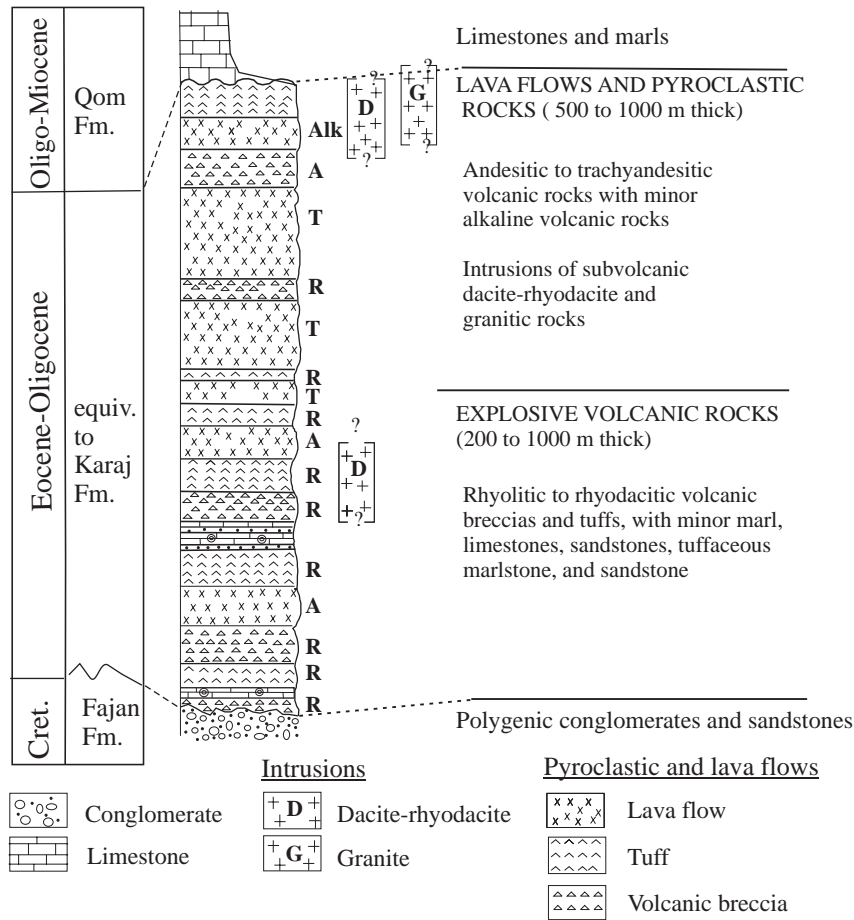 Oligo-Miocene
Qom
Fm.
Eocene-Oligocene
equiv.
to
Karaj
Fm.
Cret.
Fajan
Fm.
Alk
A
T
R
T
R
T
R
A
R
R
R
A
R
R
R
?
D
?
?
G
?
?
D
?
Limestones and marls
LAVA FLOWS AND PYROCLASTIC
ROCKS ( 500 to 1000 m thick)
Andesitic to trachyandesitic
volcanic rocks with minor
alkaline volcanic rocks
Intrusions of subvolcanic
dacite-rhyodacite and
granitic rocks
EXPLOSIVE VOLCANIC ROCKS
(200 to 1000 m thick)
Rhyolitic to rhyodacitic volcanic
breccias and tuffs, with minor marl,
limestones, sandstones, tuffaceous
marlstone, and sandstone
Polygenic conglomerates and sandstones
Conglomerate
Limestone
Intrusions
D Dacite-rhyodacite
G Granite
Pyroclastic and lava flows
Lava flow
Tuff
Volcanic breccia